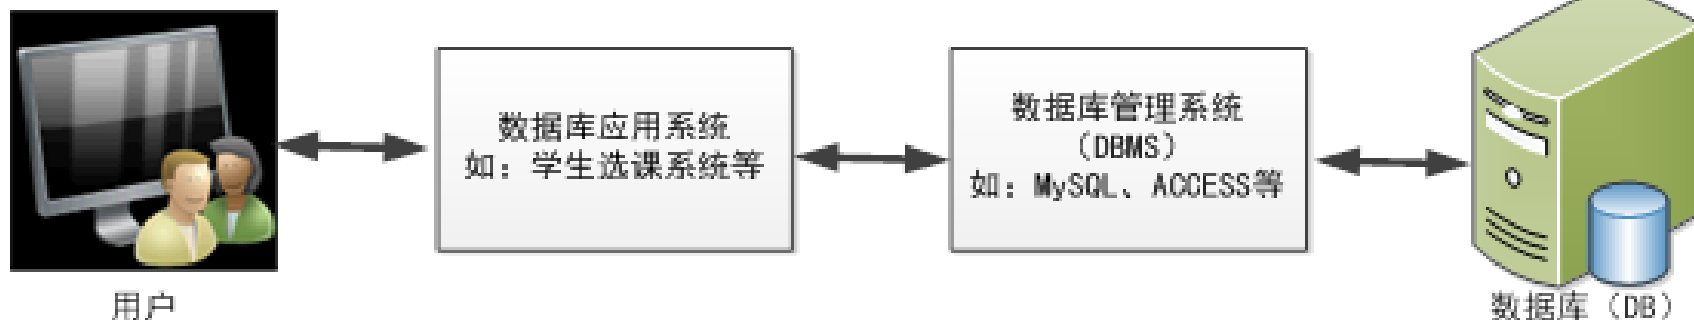 数据库应用系统
如：学生选课系统等
数据库管理系统
（DBMS）
如：MySQL、ACCESS等
用户
数据库（DB）